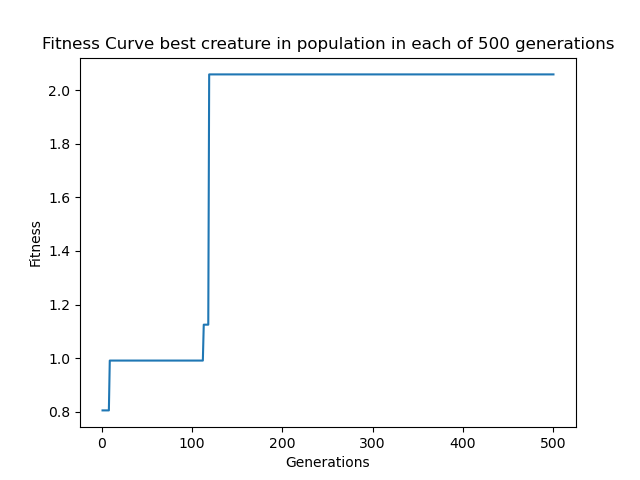 Fitness Curve best creature in population in each of 500 generations
2.0
1.8
1.6
1.4
1.2
1.0
0.8
Fitness
0 100 200 300 400 500
Generations